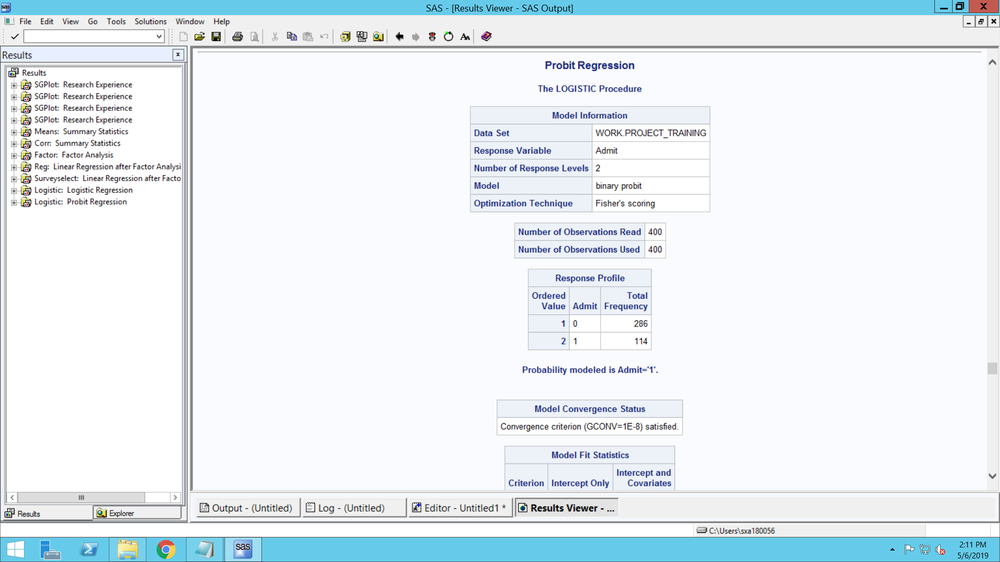 SAS - [Results Viewer - SAS Output]
File Edit View Go Tools Solutions Window Help
Results
Results
SGPlot: Research Experience
SGPlot: Research Experience
SGPlot: Research Experience
SGPlot: Research Experience
Means: Summary Statistics
Corr: Summary Statistics
Factor: Factor Analysis
Reg: Linear Regression after Factor Analysi
Surveyselect: Linear Regression after Facto
Logistic: Logistic Regression
Logistic: Probit Regression
Results Explorer
Probit Regression
The LOGISTIC Procedure
Model Information
Data Set WORK.PROJECT_TRAINING
Response Variable Admit
Number of Response Levels 2
Model binary probit
Optimization Technique Fisher's scoring
Number of Observations Read 400
Number of Observations Used 400
Response Profile
Ordered Value Admit Total Frequency
1 0 286
2 1 114
Probability modeled is Admit='1'.
Model Convergence Status
Convergence criterion (GCONV=1E-8) satisfied.
Model Fit Statistics
Criterion Intercept Only Intercept and Covariates
Output - (Untitled) Log - (Untitled) Editor - Untitled1 * Results Viewer - ...
C:\Users\sxa180056
sas
2:11 PM
5/6/2019